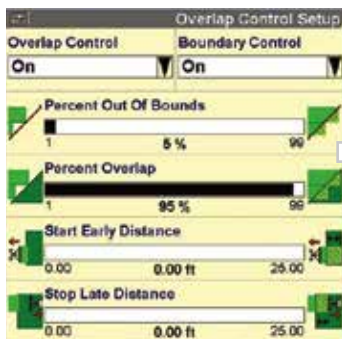 Overlap Control Setup
Overlap Control Boundary Control
On On
Percent Out Of Bounds
1 5 % 99
Percent Overlap
1 95 % 99
Start Early Distance
0.00 0.00 ft 25.00
Stop Late Distance
0.00 0.00 ft 25.00